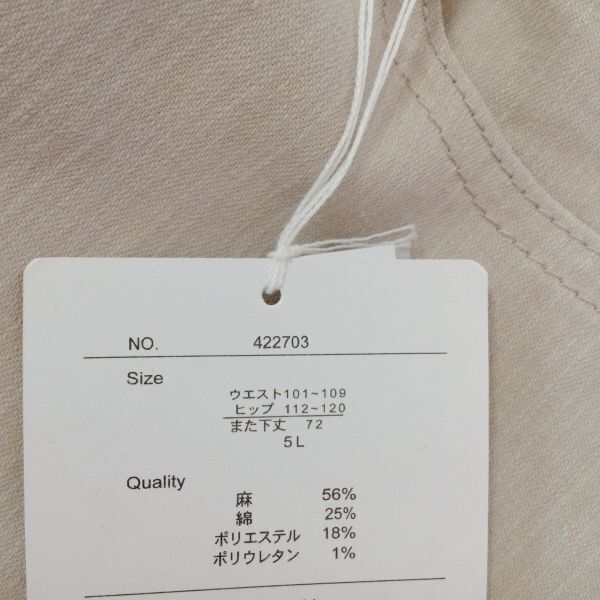 NO. 422703
Size
ウエスト101~109
ヒップ 112~120
また下丈 72
5L
Quality
麻 56%
綿 25%
ポリエステル 18%
ポリウレタン 1%